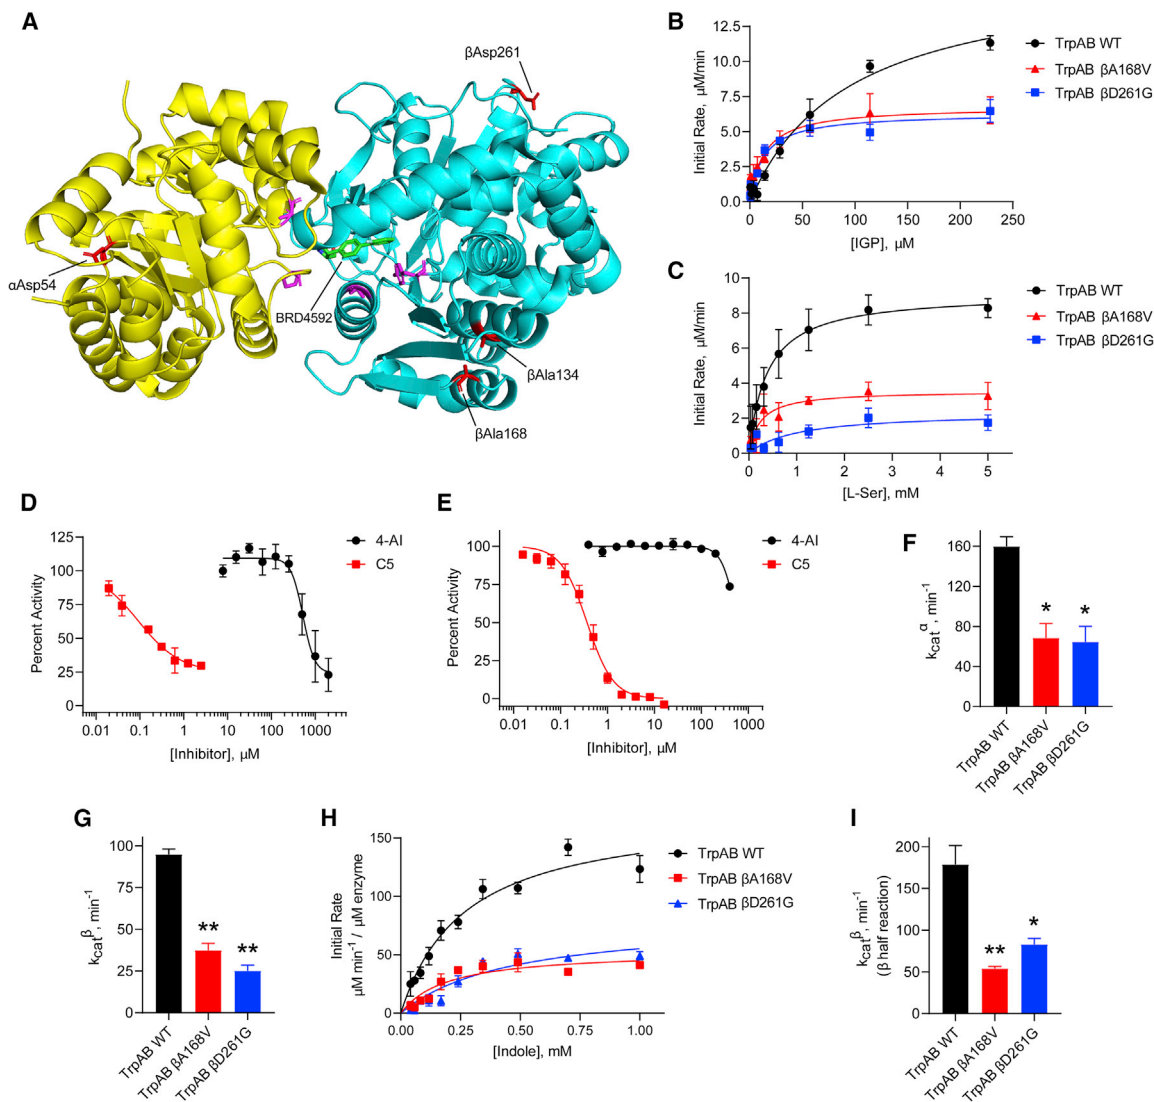 A
βAsp261
αAsp54
BRD4592
βAla134
βAla168
B
12.5
10.0
7.5
5.0
2.5
0.0
0 50 100 150 200 250
Initial Rate, μM/min
[IGP], μM
TrpAB WT
TrpAB βA168V
TrpAB βD261G
C
10
8
6
4
2
0
0 1 2 3 4 5
Initial Rate, μM/min
[L-Ser], mM
TrpAB WT
TrpAB βA168V
TrpAB βD261G
D
125
100
75
50
25
0
0.01 0.1 1 10 100 1000
Percent Activity
[Inhibitor], μM
4-AI
C5
E
100
75
50
25
0
0.01 0.1 1 10 100 1000
Percent Activity
[Inhibitor], μM
4-AI
C5
F
160
120
80
40
0
kcatα, min-1
* *
TrpAB WT
TrpAB βA168V
TrpAB βD261G
G
100
75
50
25
0
kcatβ, min-1
** **
TrpAB WT
TrpAB βA168V
TrpAB βD261G
H
150
100
50
0
0.00 0.25 0.50 0.75 1.00
Initial Rate
μM min-1 / μM enzyme
[Indole], mM
TrpAB WT
TrpAB βA168V
TrpAB βD261G
I
200
150
100
50
0
kcatβ, min-1
(β half reaction)
** *
TrpAB WT
TrpAB βA168V
TrpAB βD261G